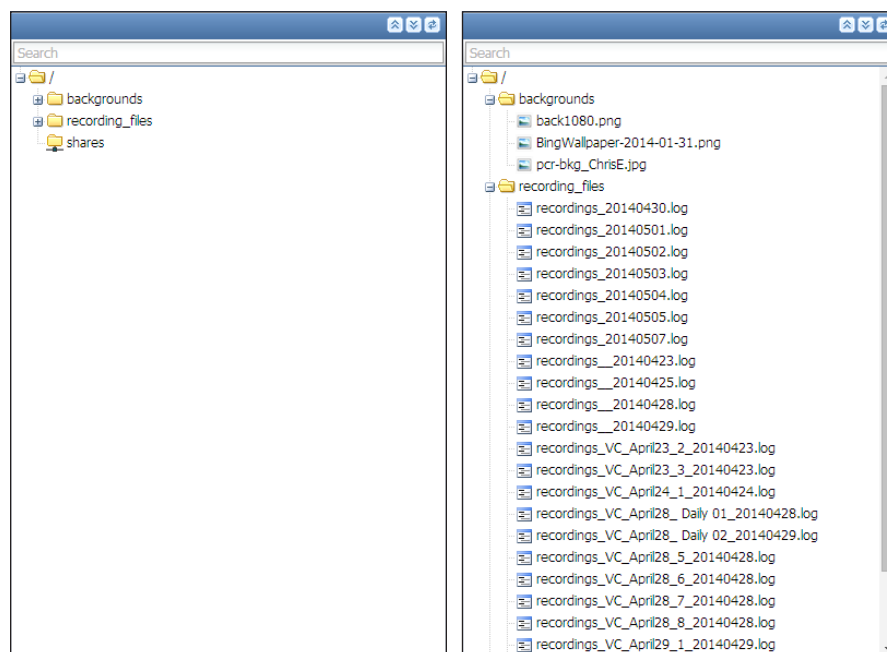 Search
/
backgrounds
recording_files
shares
Search
/
backgrounds
back1080.png
BingWallpaper-2014-01-31.png
pcr-bkg_ChrisE.jpg
recording_files
recordings_20140430.log
recordings_20140501.log
recordings_20140502.log
recordings_20140503.log
recordings_20140504.log
recordings_20140505.log
recordings_20140507.log
recordings__20140423.log
recordings__20140425.log
recordings__20140428.log
recordings__20140429.log
recordings_VC_April23_2_20140423.log
recordings_VC_April23_3_20140423.log
recordings_VC_April24_1_20140424.log
recordings_VC_April28_ Daily 01_20140428.log
recordings_VC_April28_ Daily 02_20140429.log
recordings_VC_April28_5_20140428.log
recordings_VC_April28_6_20140428.log
recordings_VC_April28_7_20140428.log
recordings_VC_April28_8_20140428.log
recordings_VC_April29_1_20140429.log